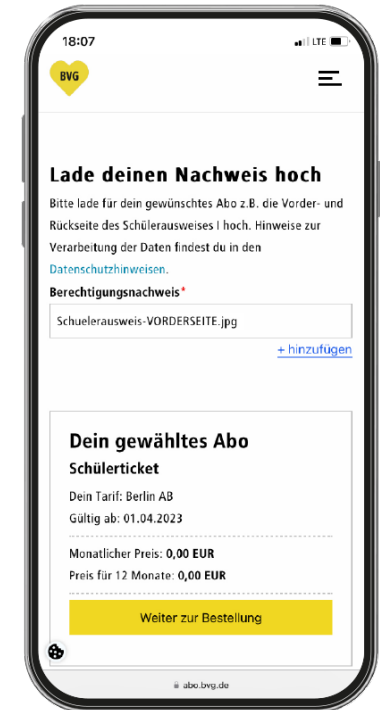 18:07
LTE
BVG
Lade deinen Nachweis hoch
Bitte lade für dein gewünschtes Abo z.B. die Vorder- und
Rückseite des Schülerausweises I hoch. Hinweise zur
Verarbeitung der Daten findest du in den
Datenschutzhinweisen.
Berechtigungsnachweis*
Schuelerausweis-VORDERSEITE.jpg
+ hinzufügen
Dein gewähltes Abo
Schülerticket
Dein Tarif: Berlin AB
Gültig ab: 01.04.2023
Monatlicher Preis: 0,00 EUR
Preis für 12 Monate: 0,00 EUR
Weiter zur Bestellung
abo.bvg.de